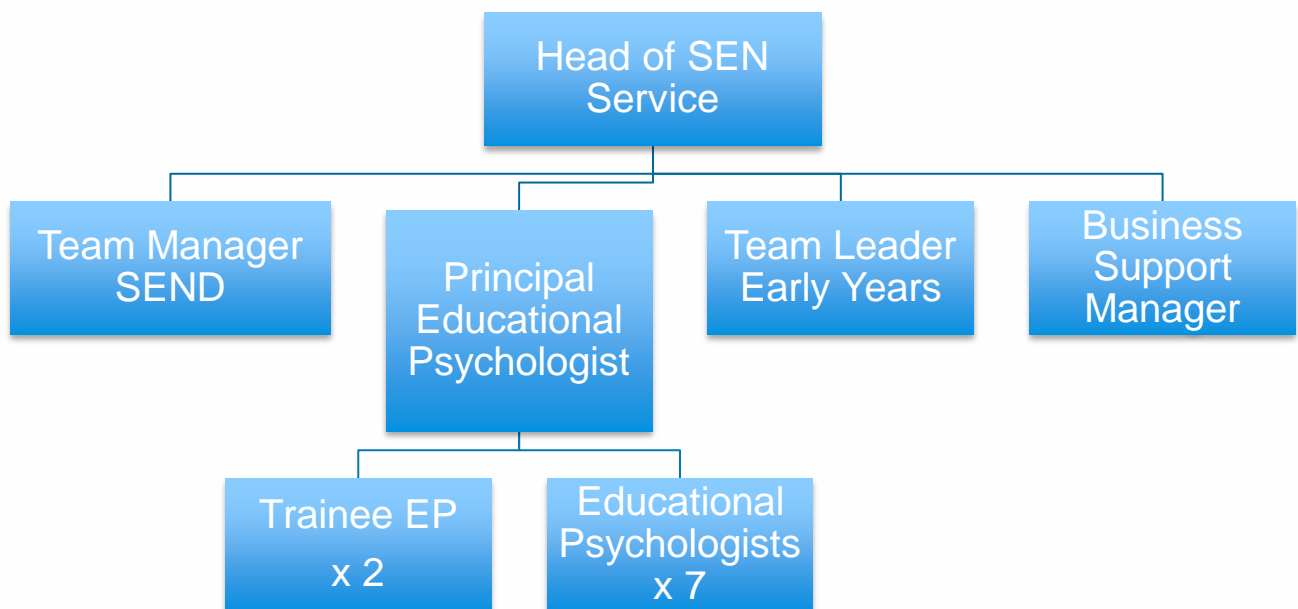 Head of SEN
Service
Team Manager
SEND
Principal
Educational
Psychologist
Team Leader
Early Years
Business
Support
Manager
Trainee EP
x 2
Educational
Psychologists
x 7